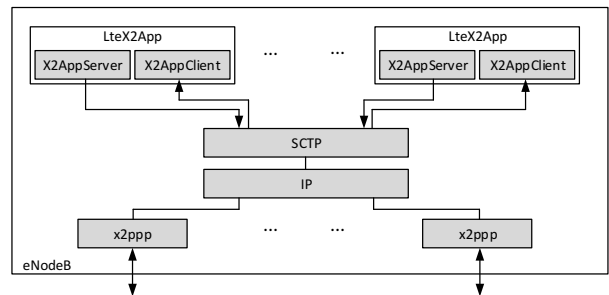 LteX2App
LteX2App
X2AppServer
X2AppClient
...
...
X2AppServer
X2AppClient
SCTP
IP
x2ppp
...
...
x2ppp
eNodeB